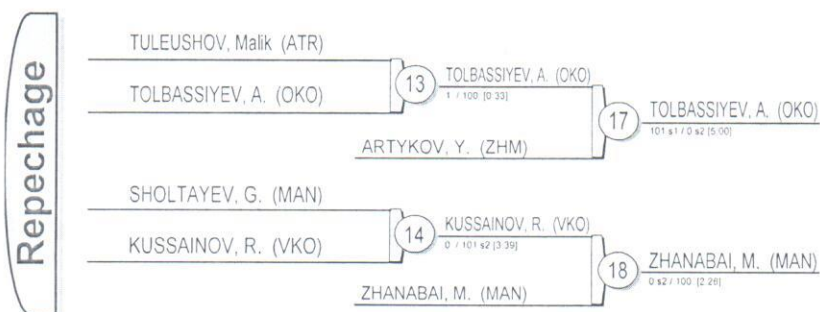 Repechage
TULEUSHOV, Malik (ATR)
TOLBASSIYEV, A. (OKO)
13
TOLBASSIYEV, A. (OKO)
1 / 100 [0:33]
ARTYKOV, Y. (ZHM)
17
TOLBASSIYEV, A. (OKO)
101 s1 / 0 s2 [5:00]
SHOLTAYEV, G. (MAN)
KUSSAINOV, R. (VKO)
14
KUSSAINOV, R. (VKO)
0 / 101 s2 [3:39]
ZHANABAI, M. (MAN)
18
ZHANABAI, M. (MAN)
0 s2 / 100 [2:26]